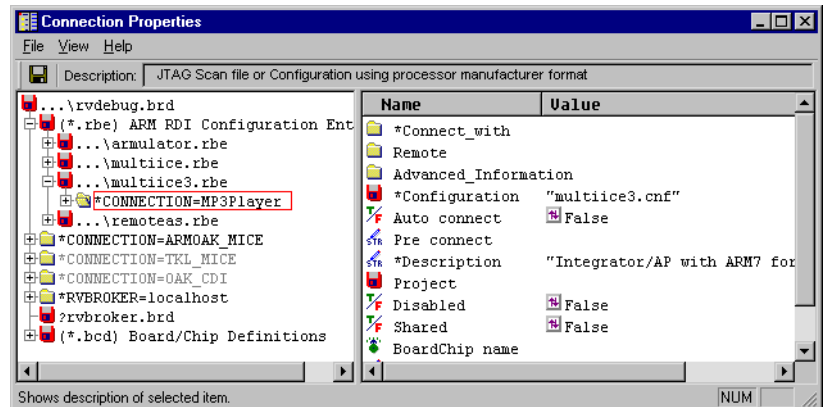 Connection Properties
File View Help
Description: JTAG Scan file or Configuration using processor manufacturer format
...\rvdebug.brd
(*.rbe) ARM RDI Configuration Ent
...\armulator.rbe
...\multiice.rbe
...\multiice3.rbe
*CONNECTION=MP3Player
...\remoteas.rbe
*CONNECTION=ARMOAK_MICE
*CONNECTION=TKL_MICE
*CONNECTION=OAK_CDI
*RVBROKER=localhost
?rvbroker.brd
(*.bcd) Board/Chip Definitions
Name Value
*Connect_with
Remote
Advanced_Information
*Configuration "multiice3.cnf"
T/F Auto connect False
STR Pre connect
STR *Description "Integrator/AP with ARM7 for
Project
T/F Disabled False
T/F Shared False
BoardChip name
Shows description of selected item.
NUM